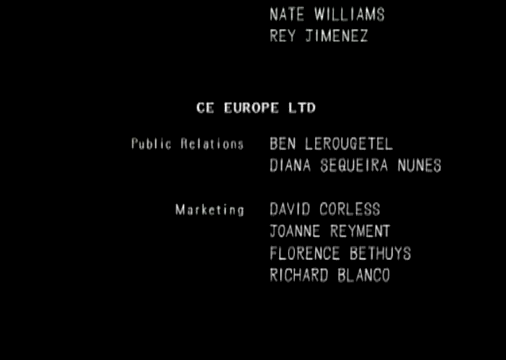 NATE WILLIAMS
REY JIMENEZ
CE EUROPE LTD
Public Relations BEN LEROUGETEL
DIANA SEQUEIRA NUNES
Marketing DAVID CORLESS
JOANNE REYMENT
FLORENCE BETHUYS
RICHARD BLANCO